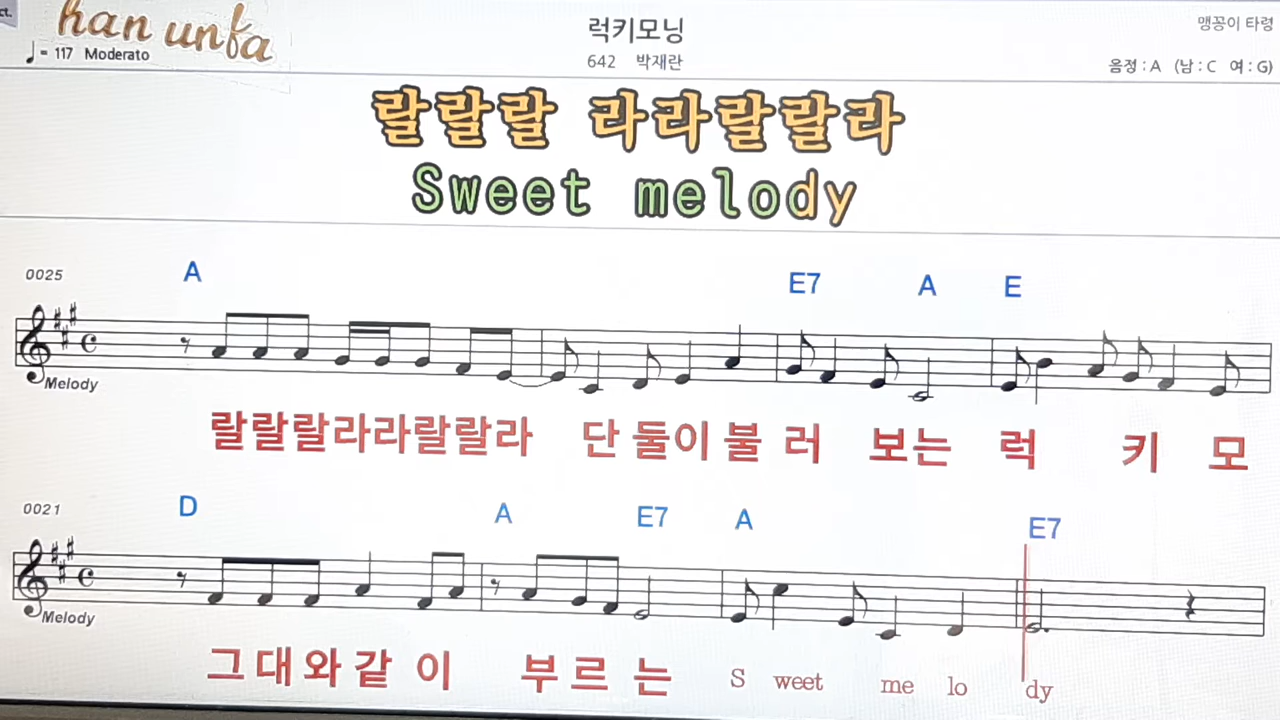 ct.
han unfa
럭키모닝
맹꽁이 타령
♩= 117 Moderato
642 박재란
음정 : A (남 : C 여 : G)
랄랄랄 라라랄랄라
Sweet melody
0025
A E7 A E
Melody
랄랄랄라라랄랄라 단 둘이 불 러 보는 럭 키 모
0021
D A E7 A E7
Melody
그대와같 이 부르는 S weet me lo dy